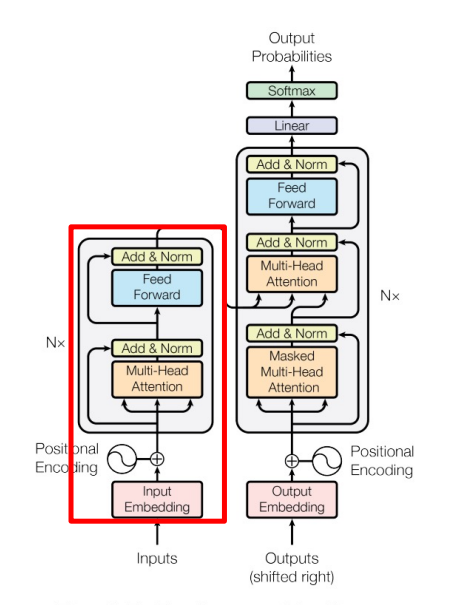 Output
Probabilities
Softmax
Linear
Add & Norm
Feed
Forward
Add & Norm
Multi-Head
Attention
Nx
Add & Norm
Masked
Multi-Head
Attention
Add & Norm
Feed
Forward
Nx
Add & Norm
Multi-Head
Attention
Positional
Encoding
Positional
Encoding
Input
Embedding
Output
Embedding
Inputs
Outputs
(shifted right)